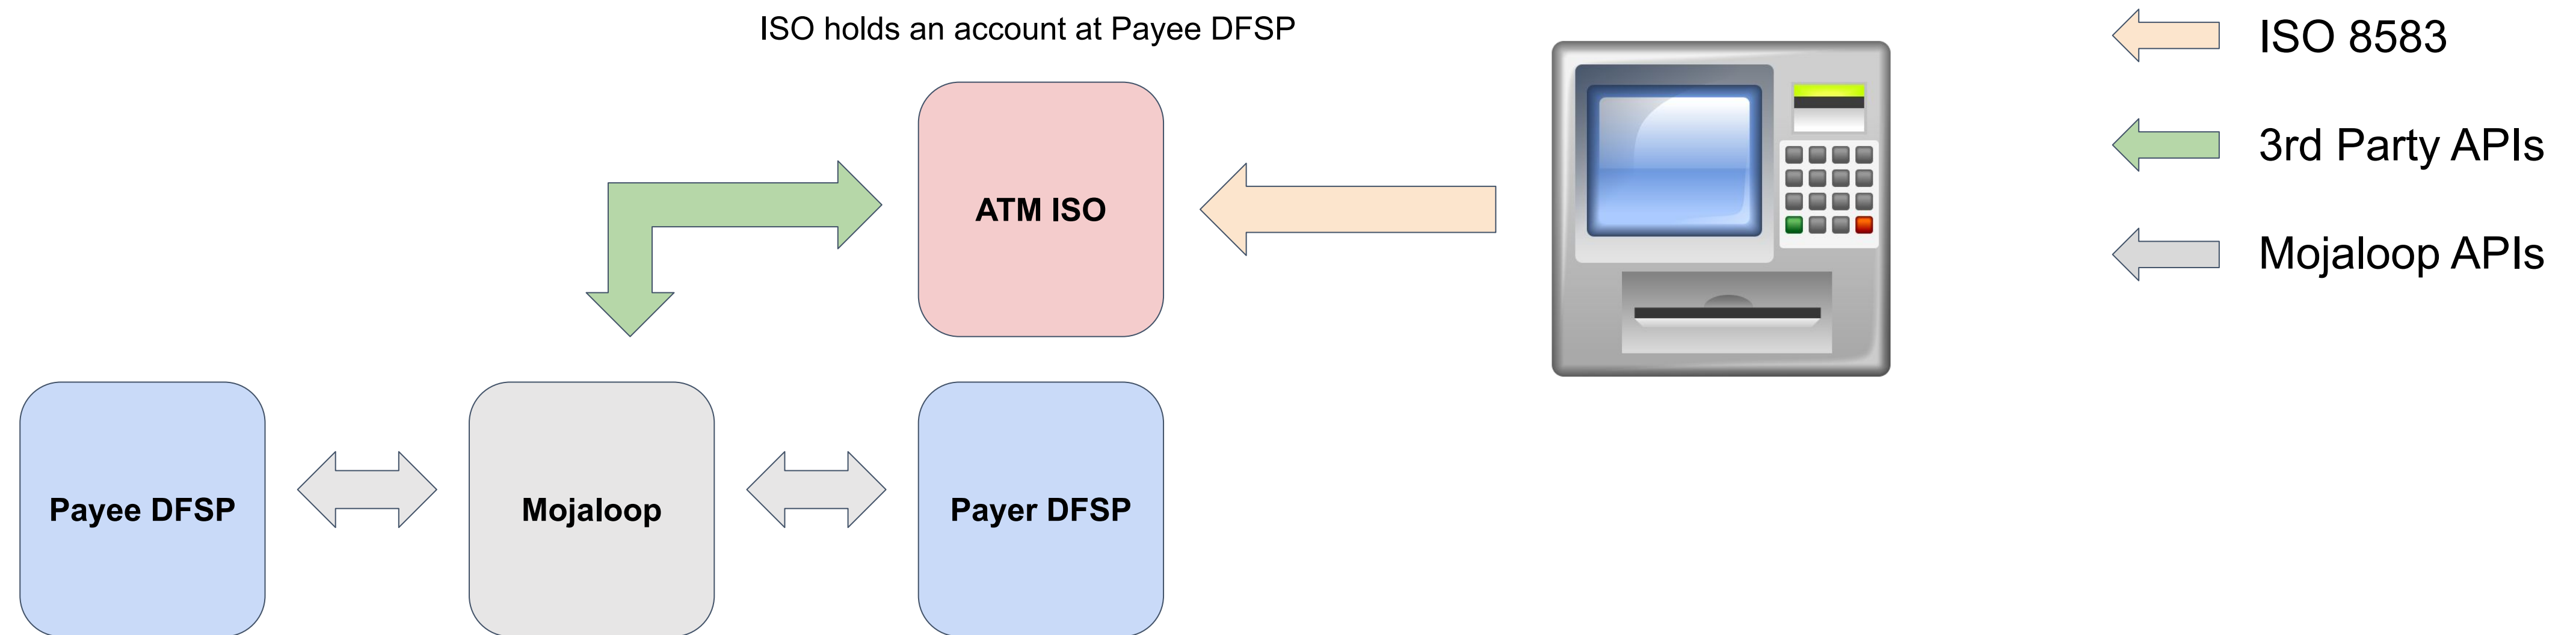 ISO holds an account at Payee DFSP
ISO 8583
3rd Party APIs
Mojaloop APIs
ATM ISO
Payee DFSP
Mojaloop
Payer DFSP